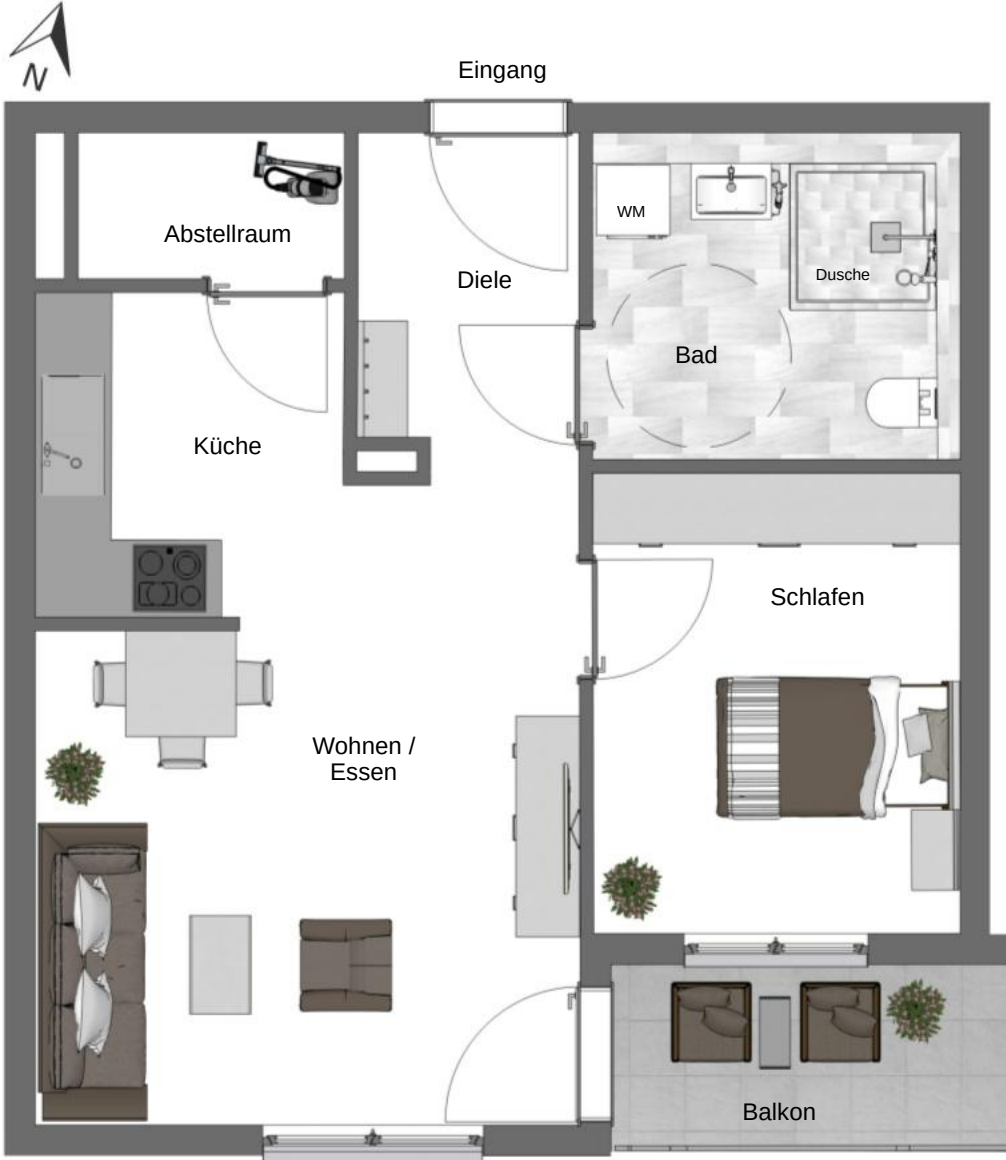 N
Eingang
Abstellraum
WM
Dusche
Diele
Bad
Küche
Schlafen
Wohnen /
Essen
Balkon